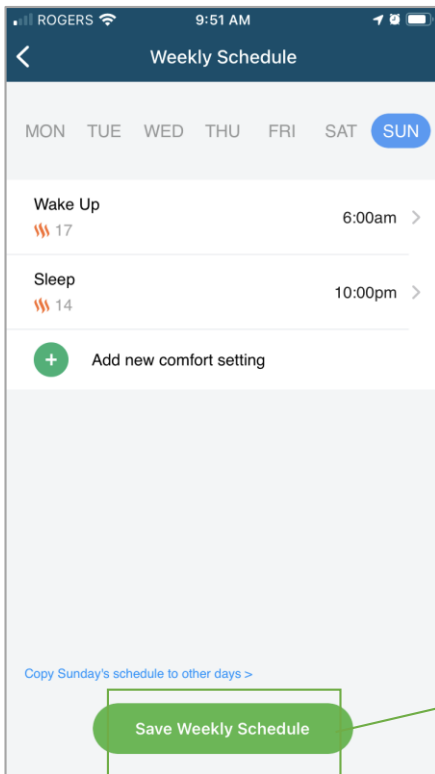 ROGERS 9:51 AM
Weekly Schedule
MON TUE WED THU FRI SAT SUN
Wake Up
17
6:00am
Sleep
14
10:00pm
Add new comfort setting
Copy Sunday's schedule to other days >
Save Weekly Schedule